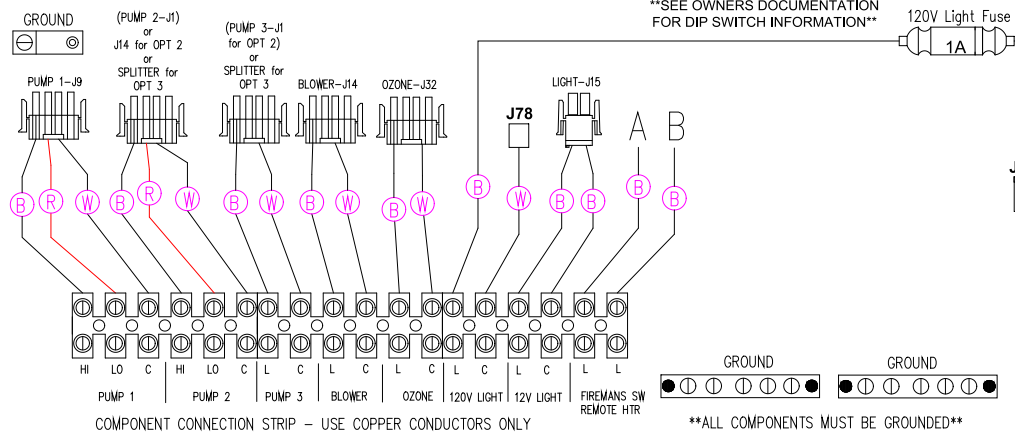 **SEE OWNERS DOCUMENTATION
FOR DIP SWITCH INFORMATION**
GROUND
(PUMP 2-J1)
or
J14 for OPT 2
or
SPLITTER for
OPT 3
(PUMP 3-J1
for OPT 2)
or
SPLITTER for
OPT 3
120V Light Fuse
1A
PUMP 1-J9
BLOWER-J14
OZONE-J32
LIGHT-J15
J78
A B
J
B R W B R W B W B W B W B W B B B B
HI LO C HI LO C L C L C L C L C L C L L
PUMP 1 PUMP 2 PUMP 3 BLOWER OZONE 120V LIGHT 12V LIGHT FIREMANS SW
REMOTE HTR
GROUND GROUND
COMPONENT CONNECTION STRIP – USE COPPER CONDUCTORS ONLY
**ALL COMPONENTS MUST BE GROUNDED**